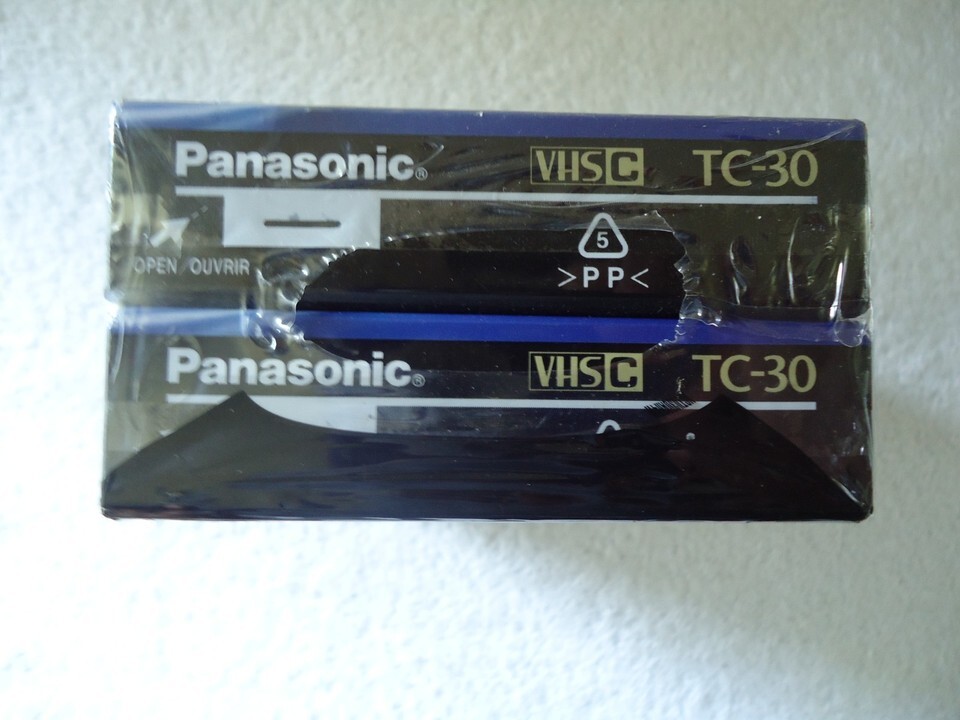 Panasonic® VHS C TC-30
5
>PP<
OPEN / OUVRIR
Panasonic® VHS C TC-30